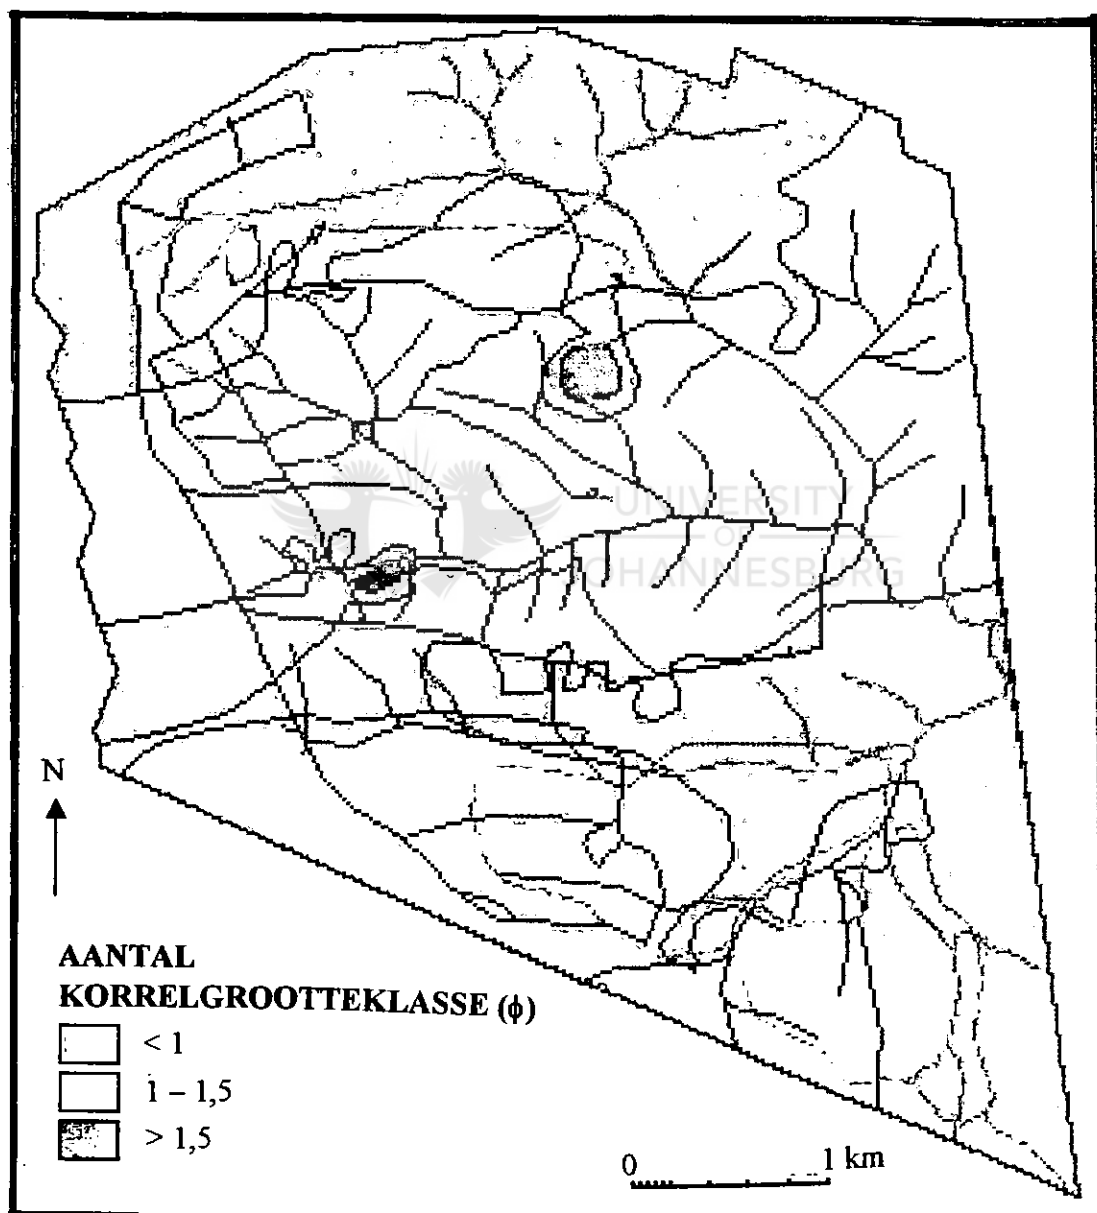 UNIVERSITY
OF
JOHANNESBURG
N
AANTAL
KORRELGROOTTEKLASSE (ϕ)
< 1
1 – 1,5
> 1,5
0 1 km